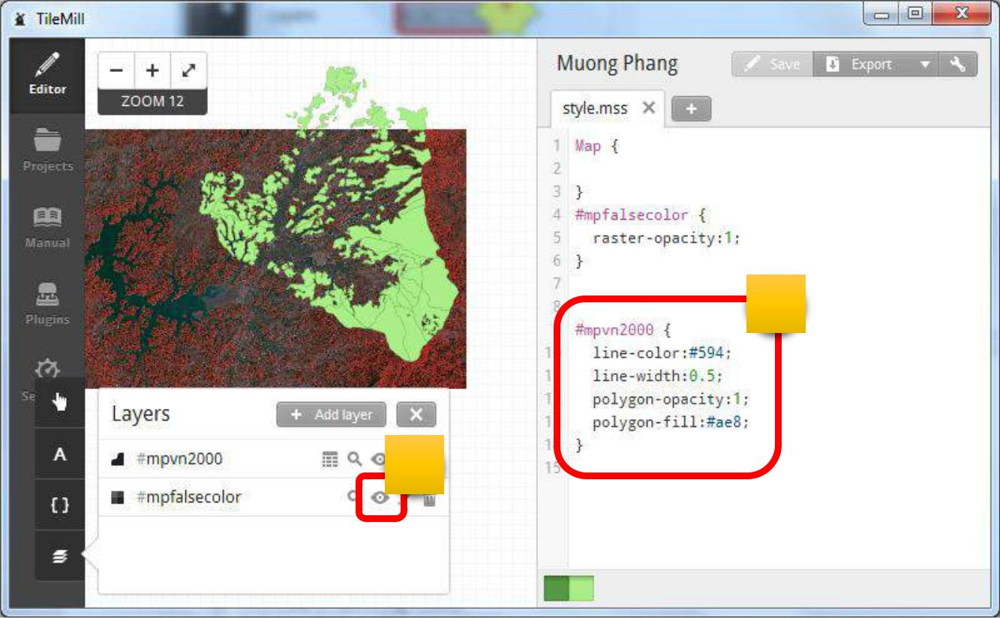 TileMill
Editor
Projects
Manual
Plugins
Se
A
{ }
ZOOM 12
Layers
+ Add layer
#mpvn2000
#mpfalsecolor
Muong Phang
Save
Export
style.mss
+
1 Map {
2
3 }
4 #mpfalsecolor {
5 raster-opacity:1;
6 }
7
8
#mpvn2000 {
1 line-color:#594;
1 line-width:0.5;
1 polygon-opacity:1;
1 polygon-fill:#ae8;
1 }
15